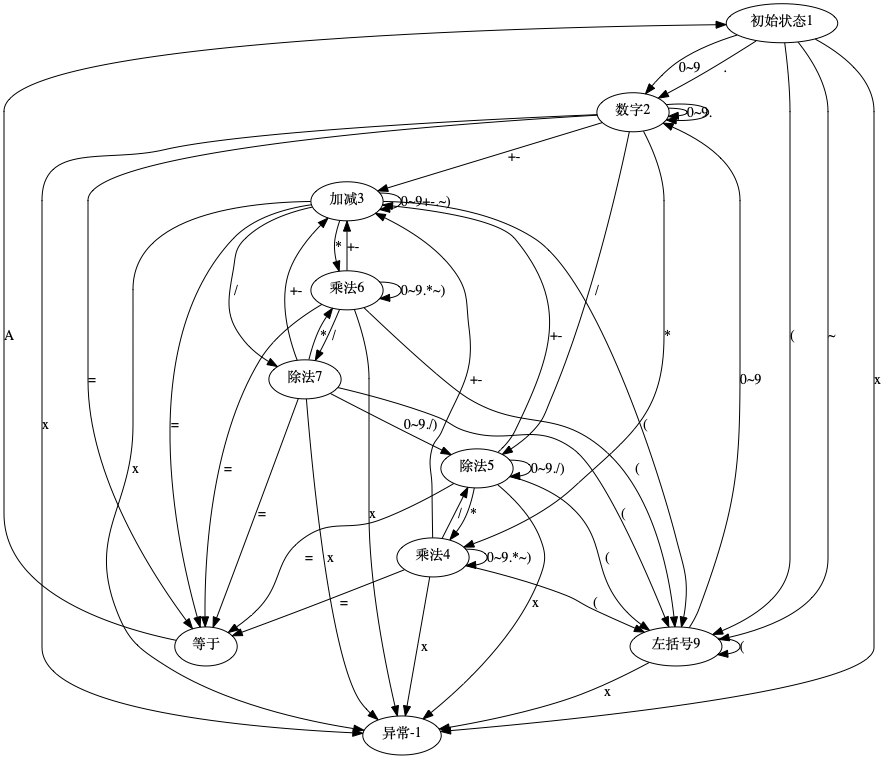 初始状态1
0~9
.
数字2
0~9.
+-
加减3
0~9+-.~)
* +-
/
+-
乘法6
0~9.*~)
/
A
* /
*
(
~
除法7
=
x
+-
0~9
x
0~9./)
x
=
(
x
=
(
除法5
0~9./)
=
x
(
/ *
乘法4
0~9.*~)
=
x
(
=
x
(
等于
左括号9
(
x
异常-1